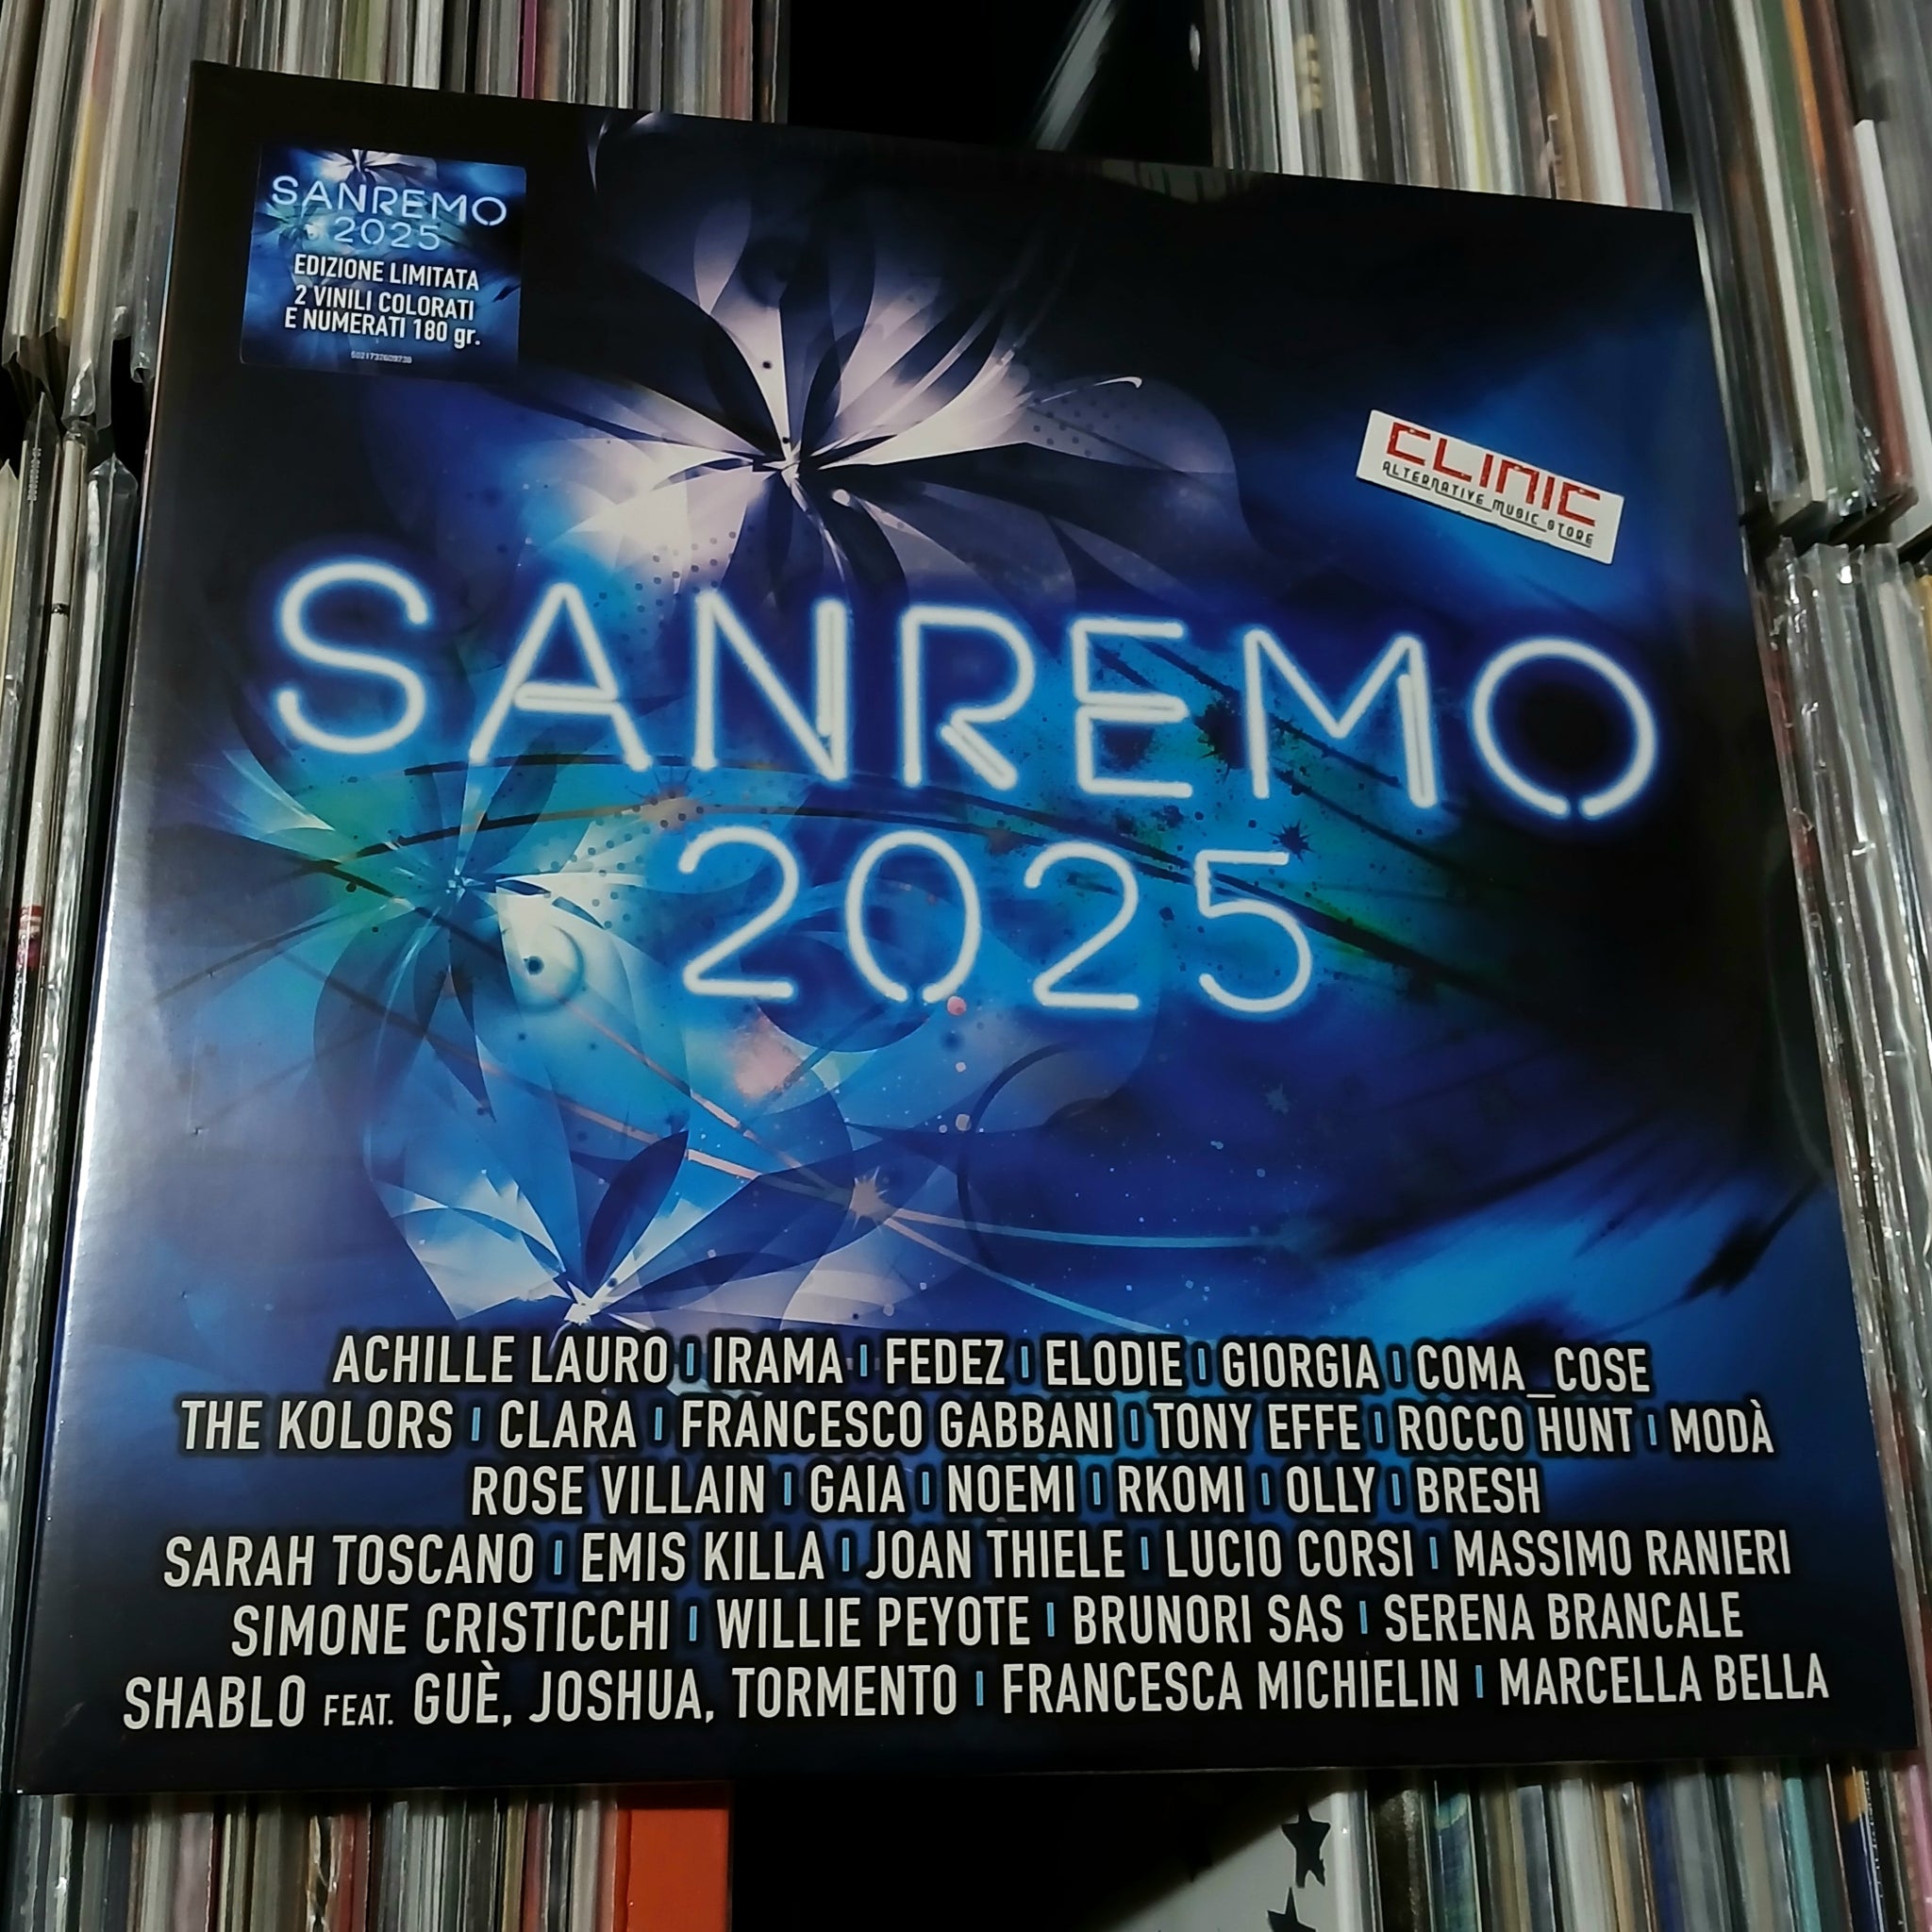 SANREMO
2025
EDIZIONE LIMITATA
2 VINILI COLORATI
E NUMERATI 180 gr.
CLINIC
ALTERNATIVE MUSIC STORE
SANREMO
2025
ACHILLE LAURO | IRAMA | FEDEZ | ELODIE | GIORGIA | COMA_COSE
THE KOLORS | CLARA | FRANCESCO GABBANI | TONY EFFE | ROCCO HUNT | MODÀ
ROSE VILLAIN | GAIA | NOEMI | RKOMI | OLLY | BRESH
SARAH TOSCANO | EMIS KILLA | JOAN THIELE | LUCIO CORSI | MASSIMO RANIERI
SIMONE CRISTICCHI | WILLIE PEYOTE | BRUNORI SAS | SERENA BRANCALE
SHABLO FEAT. GUÈ, JOSHUA, TORMENTO | FRANCESCA MICHIELIN | MARCELLA BELLA